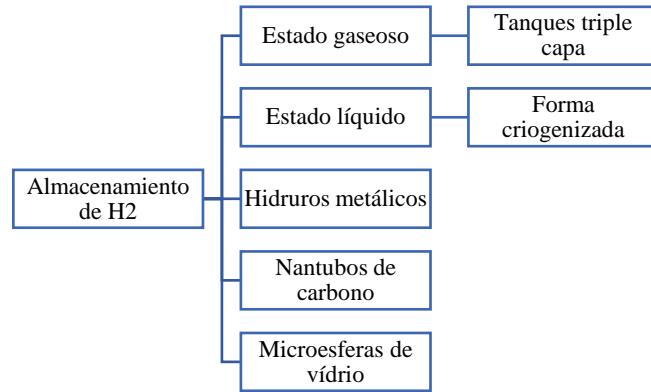 Estado gaseoso
Tanques triple
capa
Estado líquido
Forma
criogenizada
Almacenamiento
de H2
Hidruros metálicos
Nantubos de
carbono
Microesferas de
vídrio